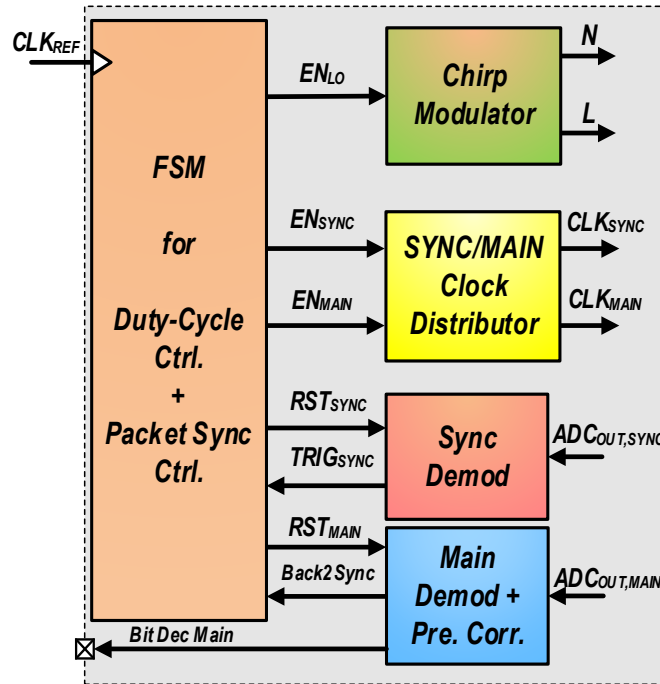 CLKREF
FSM
for
Duty-Cycle
Ctrl.
+
Packet Sync
Ctrl.
ENLO
Chirp
Modulator
N
L
ENSYNC
ENMAIN
SYNC/MAIN
Clock
Distributor
CLKSYNC
CLKMAIN
RSTSYNC
TRIGSYNC
Sync
Demod
ADCOUT,SYNC
RSTMAIN
Back2Sync
Main
Demod +
Pre. Corr.
ADCOUT,MAIN
Bit Dec Main